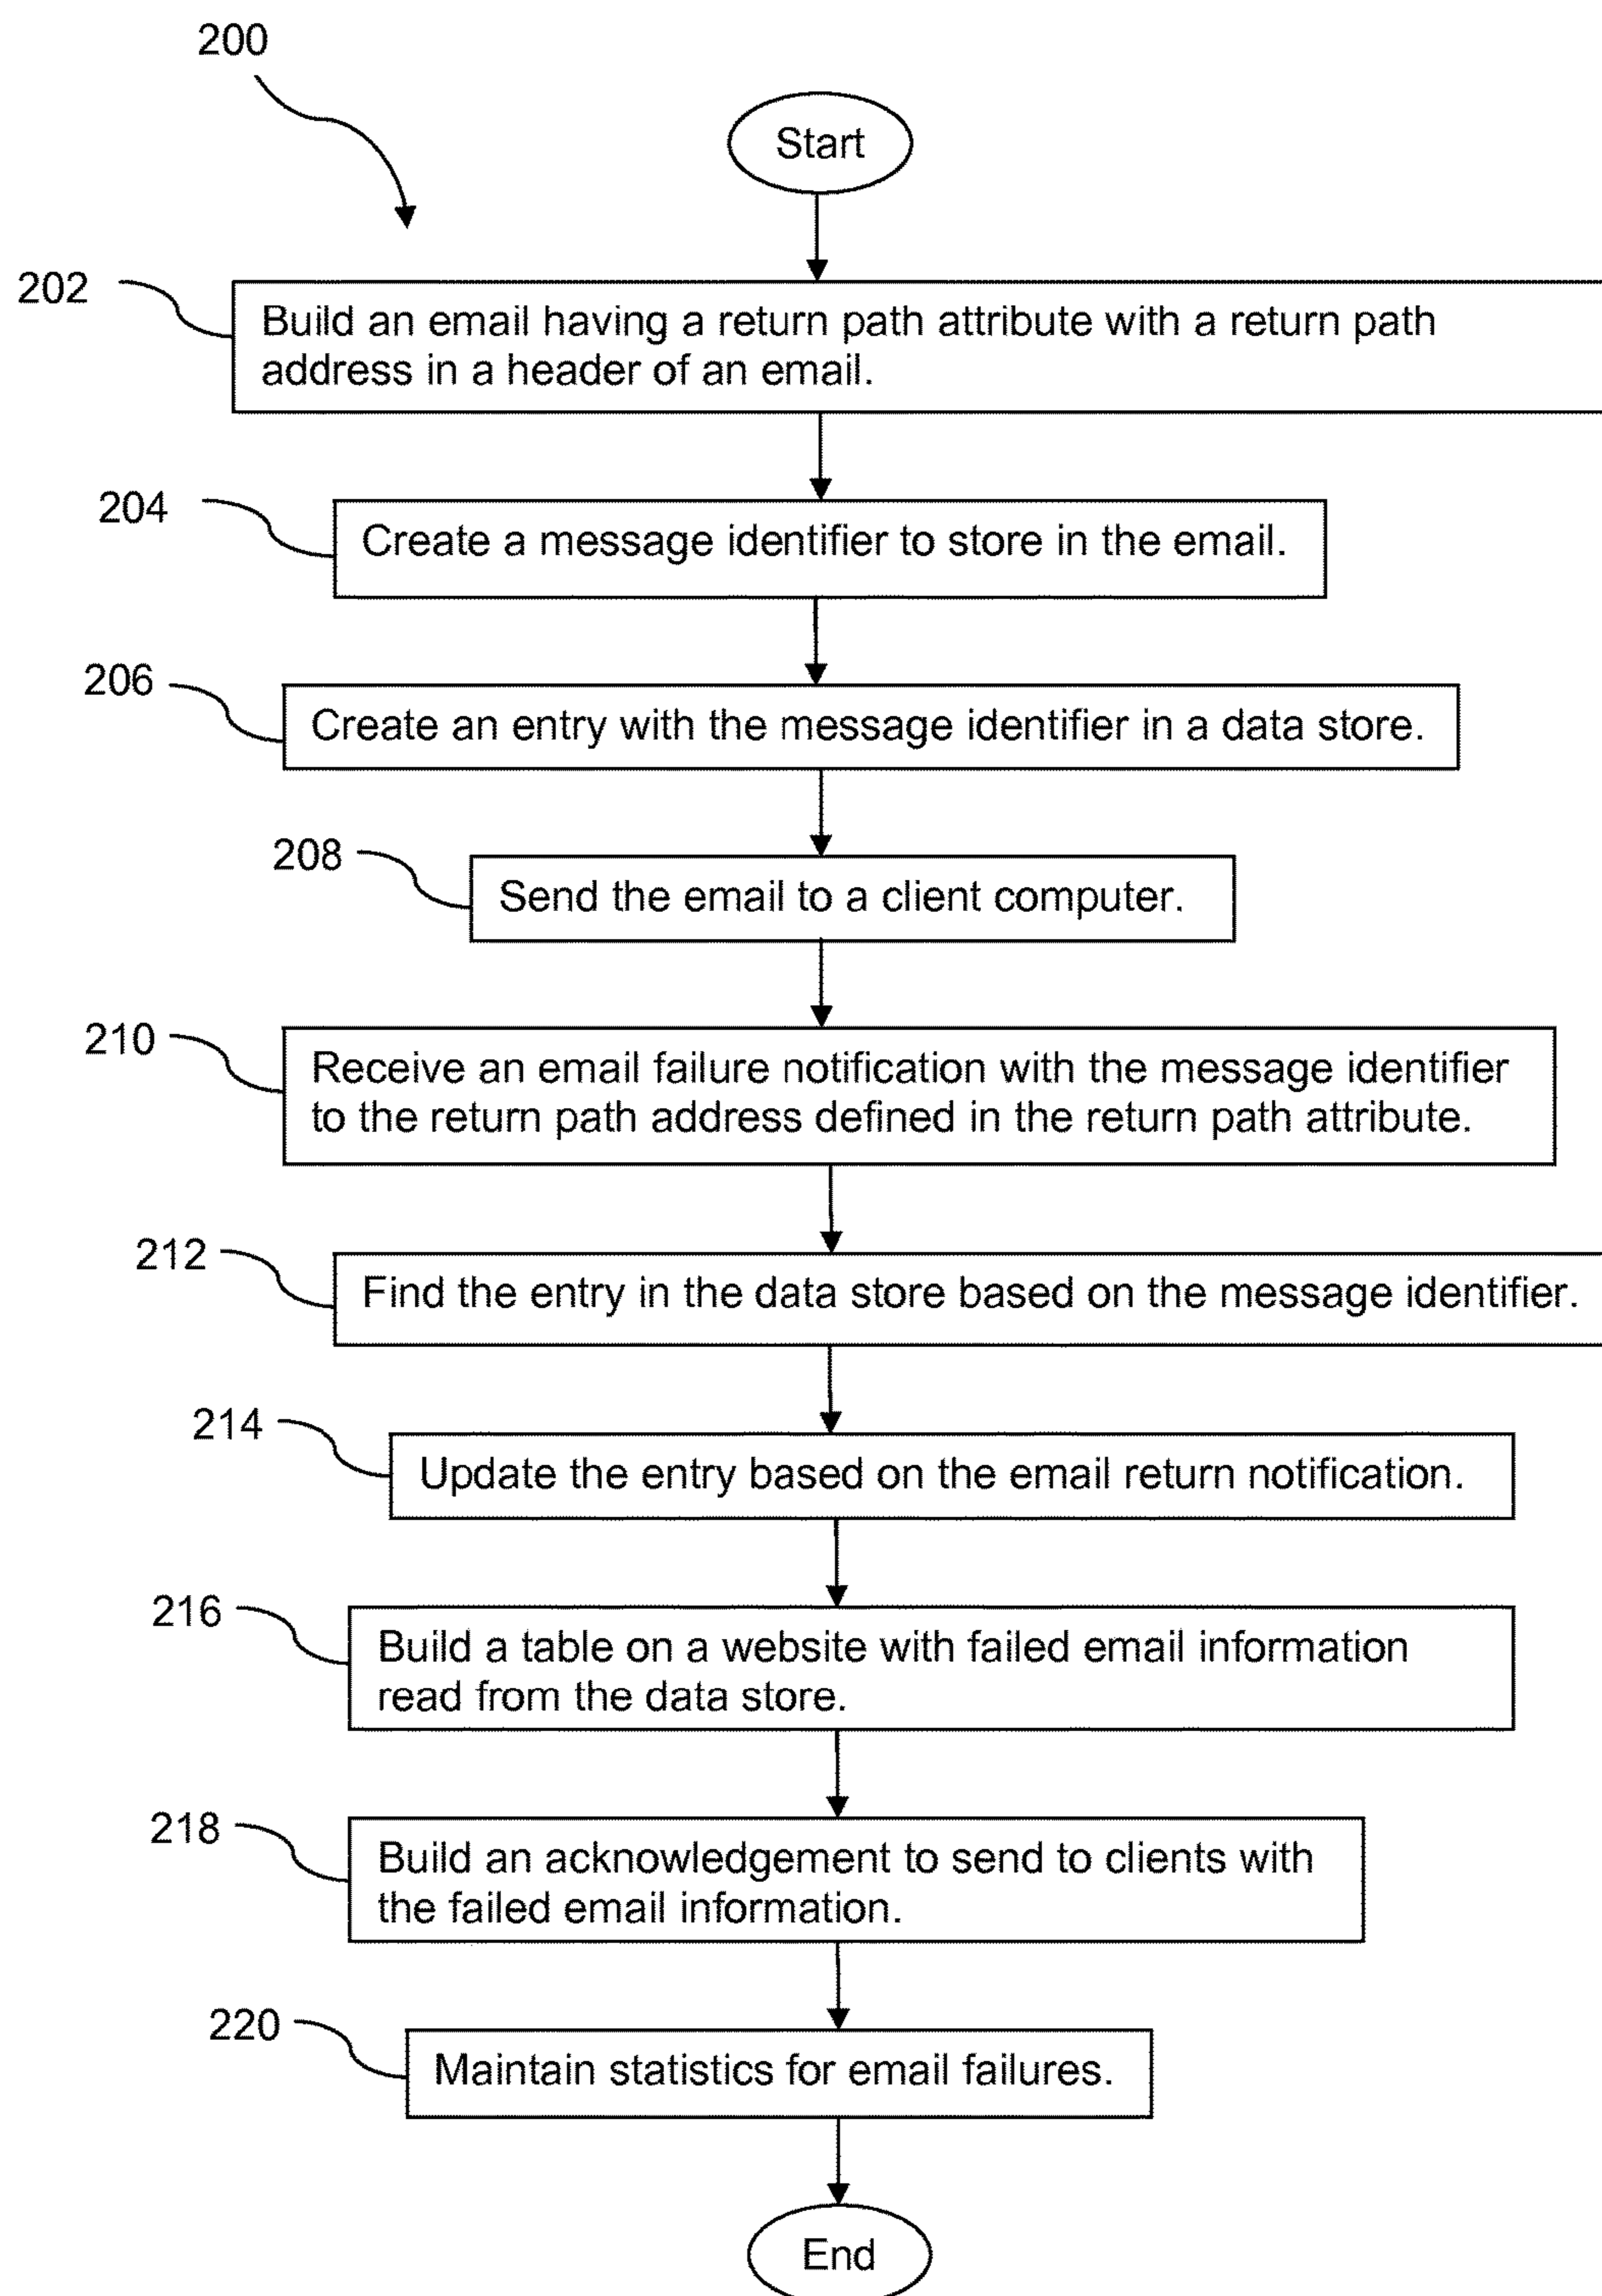 200
Start
202
Build an email having a return path attribute with a return path
address in a header of an email.
204
Create a message identifier to store in the email.
206
Create an entry with the message identifier in a data store.
208
Send the email to a client computer.
210
Receive an email failure notification with the message identifier
to the return path address defined in the return path attribute.
212
Find the entry in the data store based on the message identifier.
214
Update the entry based on the email return notification.
216
Build a table on a website with failed email information
read from the data store.
218
Build an acknowledgement to send to clients with
the failed email information.
220
Maintain statistics for email failures.
End